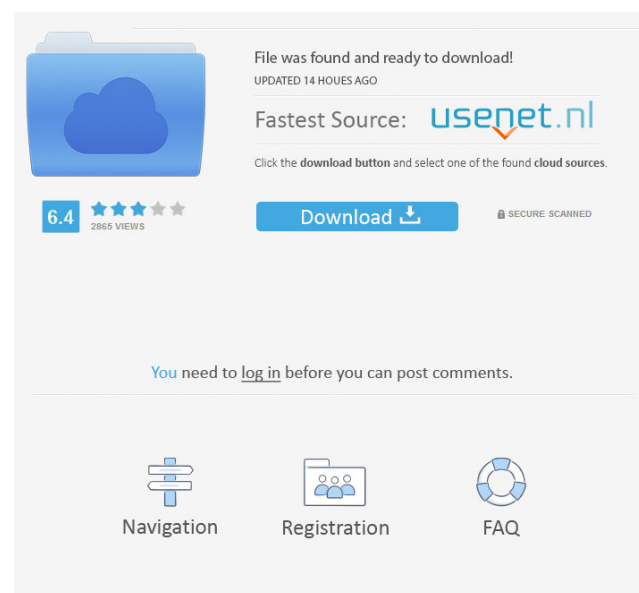 File was found and ready to download!
UPDATED 14 HOUES AGO
Fastest Source: usenet.nl
Click the download button and select one of the found cloud sources.
6.4
2865 VIEWS
Download
SECURE SCANNED
You need to log in before you can post comments.
Navigation
Registration
FAQ